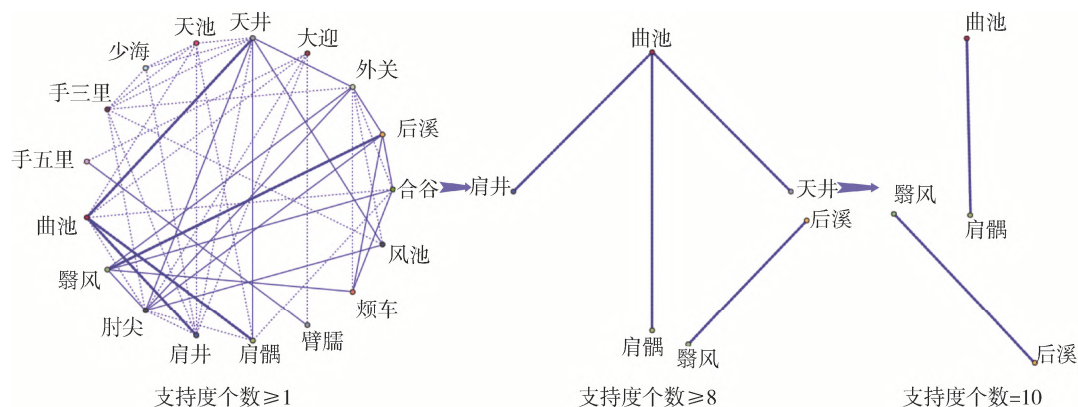 天井
天池
大迎
少海
外关
手三里
后溪
手五里
合谷
曲池
风池
翳风
颊车
肘尖
臂臑
肩井
肩髃
支持度个数≥1
曲池
肩井
天井
后溪
肩髃
翳风
支持度个数≥8
曲池
翳风
肩髃
后溪
支持度个数=10